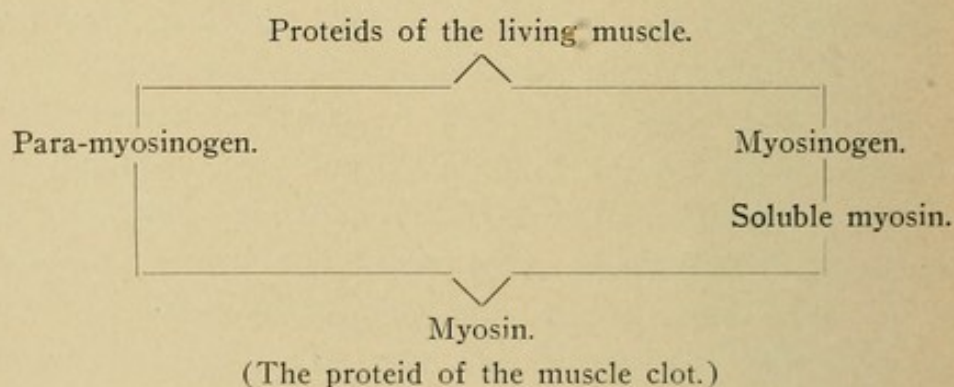 Proteids of the living muscle.
Para-myosinogen.
Myosinogen.
Soluble myosin.
Myosin.
(The proteid of the muscle clot.)